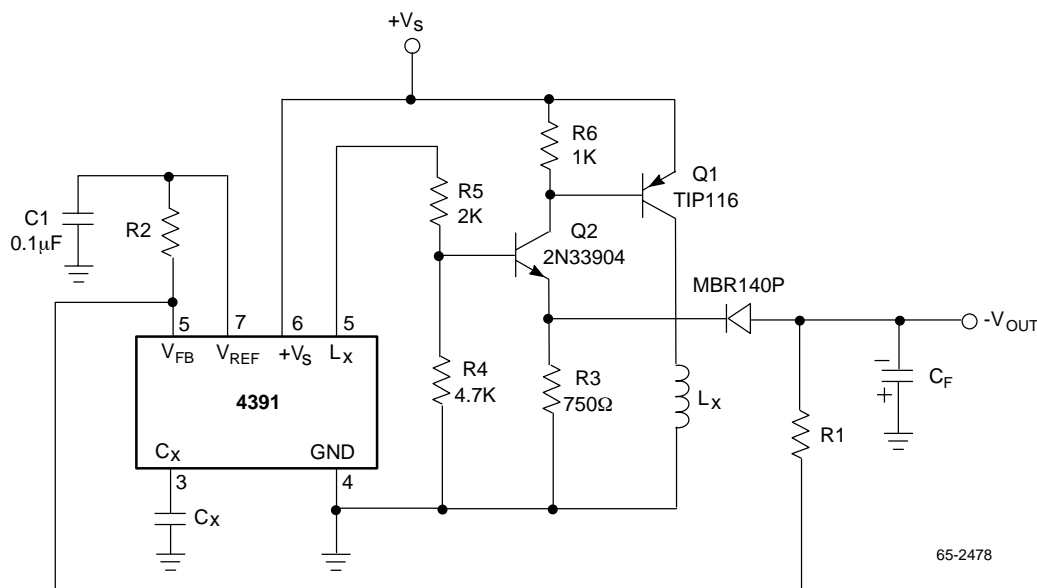 +VS
R6
1K
Q1
TIP116
R5
2K
C1
0.1µF
R2
Q2
2N33904
MBR140P
-VOUT
5
7
6
5
VFB
VREF
+VS
LX
4391
R4
4.7K
R3
750Ω
LX
−
+
CF
R1
CX
GND
3
4
CX
65-2478